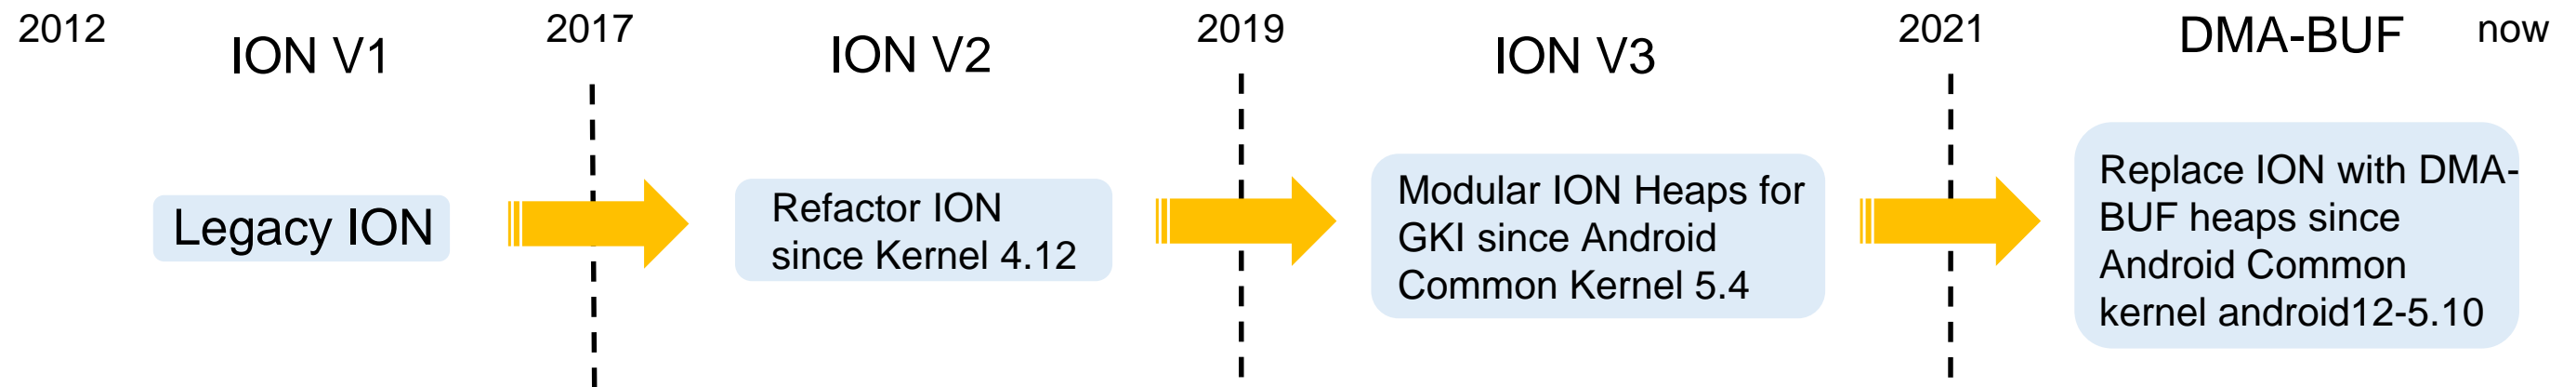 2012
ION V1
2017
ION V2
2019
ION V3
2021
DMA-BUF
now
Legacy ION
Refactor ION
since Kernel 4.12
Modular ION Heaps for
GKI since Android
Common Kernel 5.4
Replace ION with DMA-
BUF heaps since
Android Common
kernel android12-5.10